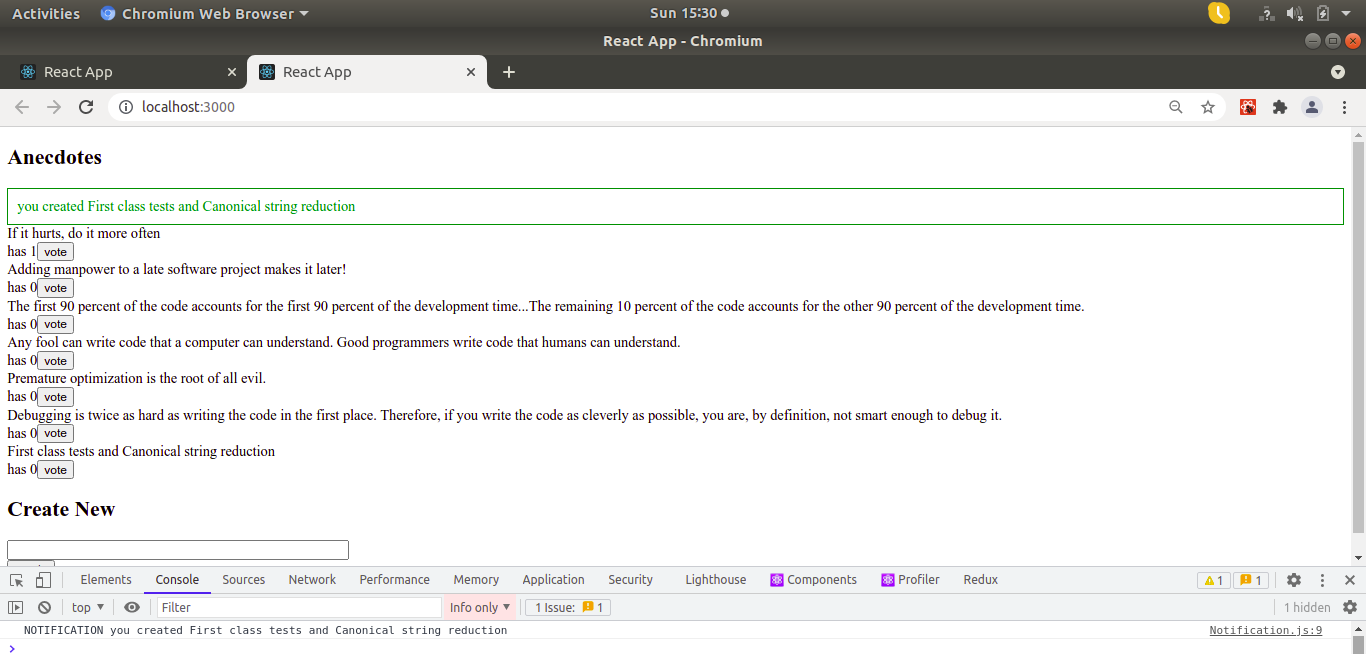 Activities Chromium Web Browser Sun 15:30
React App - Chromium
React App React App
localhost:3000
Anecdotes
you created First class tests and Canonical string reduction
If it hurts, do it more often
has 1 vote
Adding manpower to a late software project makes it later!
has 0 vote
The first 90 percent of the code accounts for the first 90 percent of the development time...The remaining 10 percent of the code accounts for the other 90 percent of the development time.
has 0 vote
Any fool can write code that a computer can understand. Good programmers write code that humans can understand.
has 0 vote
Premature optimization is the root of all evil.
has 0 vote
Debugging is twice as hard as writing the code in the first place. Therefore, if you write the code as cleverly as possible, you are, by definition, not smart enough to debug it.
has 0 vote
First class tests and Canonical string reduction
has 0 vote
Create New
Elements Console Sources Network Performance Memory Application Security Lighthouse Components Profiler Redux 1 1
top Filter Info only 1 Issue: 1 1 hidden
NOTIFICATION you created First class tests and Canonical string reduction Notification.js:9